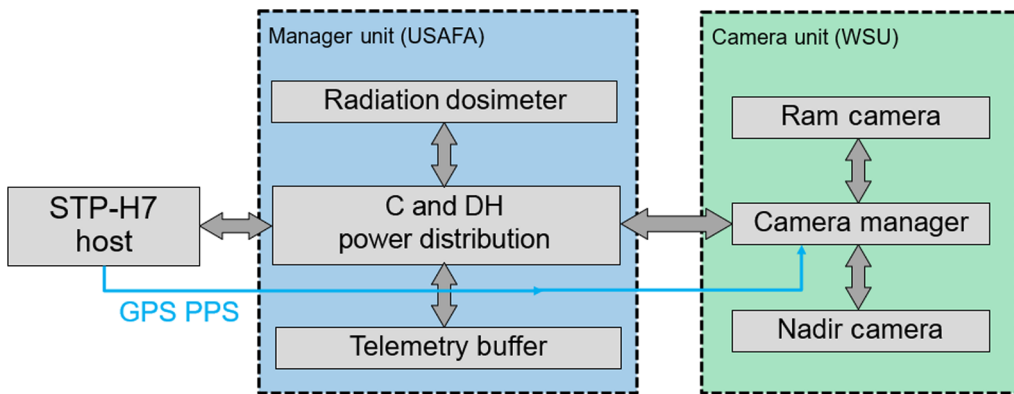 Manager unit (USAFA)
Camera unit (WSU)
Radiation dosimeter
Ram camera
STP-H7
host
C and DH
power distribution
Camera manager
GPS PPS
Telemetry buffer
Nadir camera